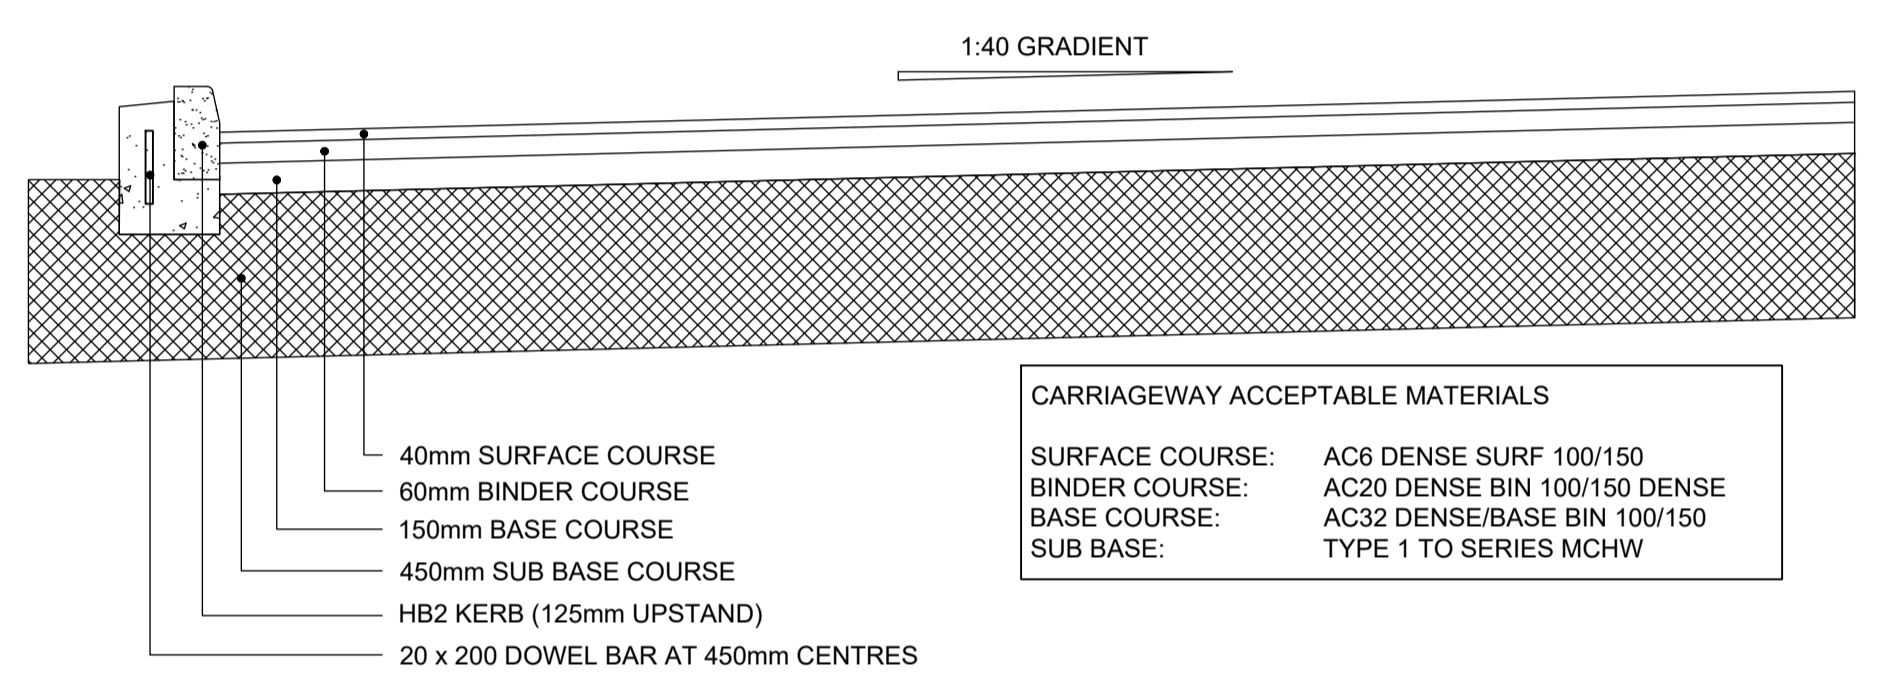 1:40 GRADIENT
40mm SURFACE COURSE
60mm BINDER COURSE
150mm BASE COURSE
450mm SUB BASE COURSE
HB2 KERB (125mm UPSTAND)
20 x 200 DOWEL BAR AT 450mm CENTRES
CARRIAGEWAY ACCEPTABLE MATERIALS
SURFACE COURSE: AC6 DENSE SURF 100/150
BINDER COURSE: AC20 DENSE BIN 100/150 DENSE
BASE COURSE: AC32 DENSE/BASE BIN 100/150
SUB BASE: TYPE 1 TO SERIES MCHW